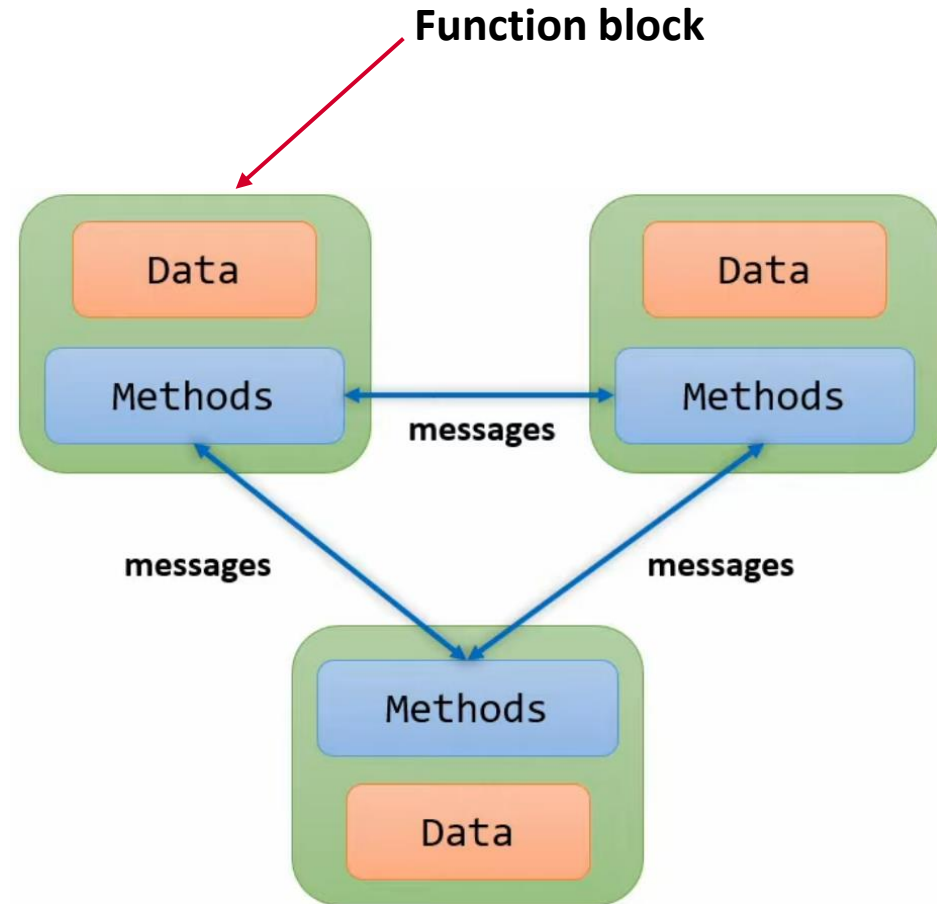 Function block
Data
Data
Methods
Methods
messages
messages
messages
Methods
Data